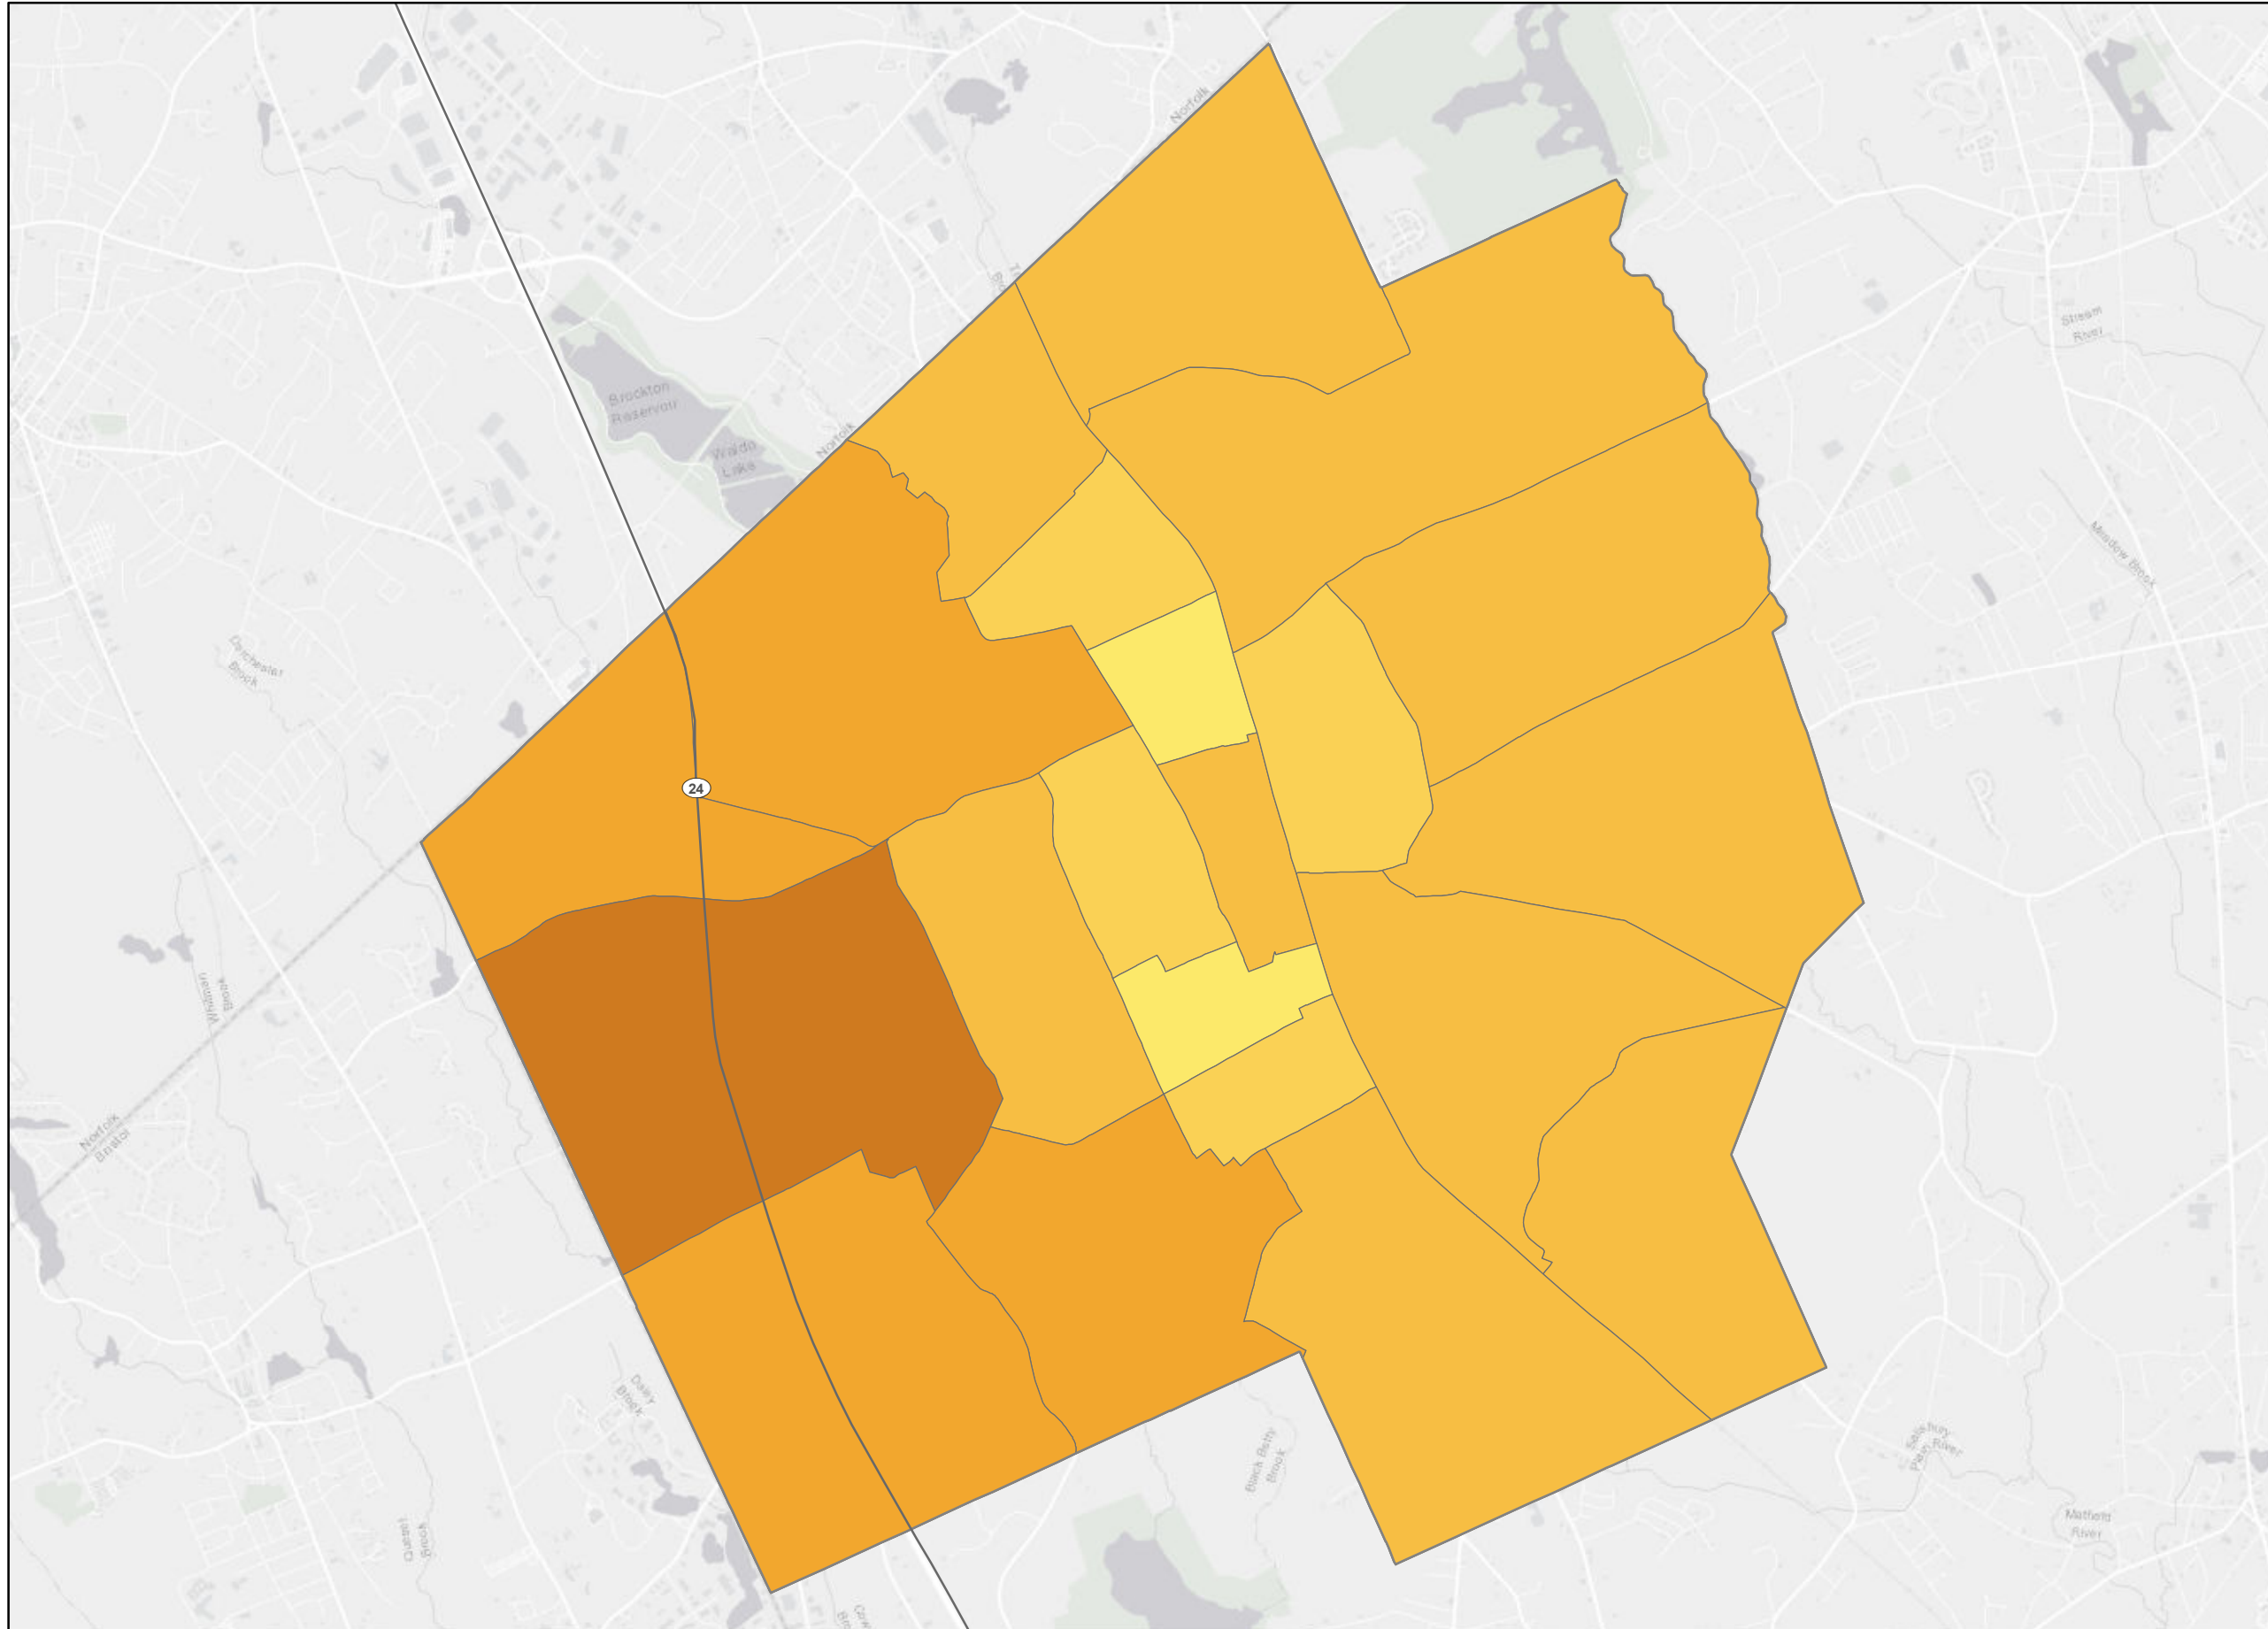 Norfolk
Stream
River
Brockton
Reservoir
Waldo
Lake
Norfolk
Meadow Brook
Dorchester
Brook
24
Whitman
Brook
Norfolk
Bristol
Dailey
Brook
Black Betty
Brook
Salisbury
Plain River
Matfield
River
Queset
Brook